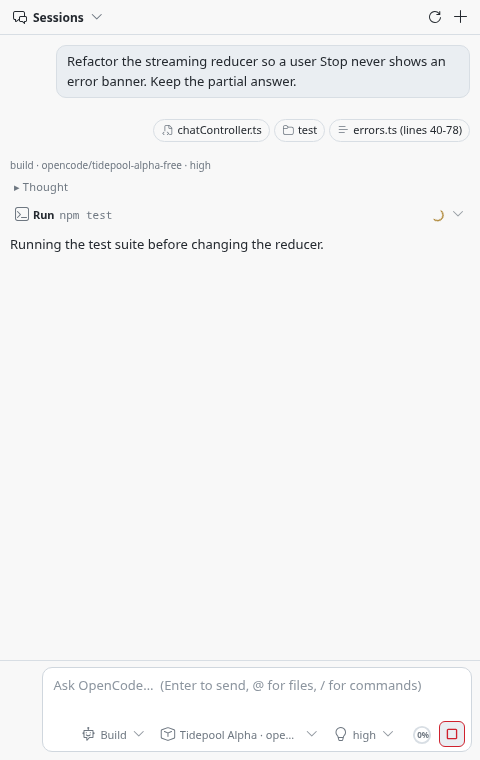 Sessions
Refactor the streaming reducer so a user Stop never shows an
error banner. Keep the partial answer.
chatController.ts
test
errors.ts (lines 40-78)
build · opencode/tidepool-alpha-free · high
▸ Thought
Run npm test
Running the test suite before changing the reducer.
Ask OpenCode… (Enter to send, @ for files, / for commands)
Build
Tidepool Alpha · ope…
high
0%